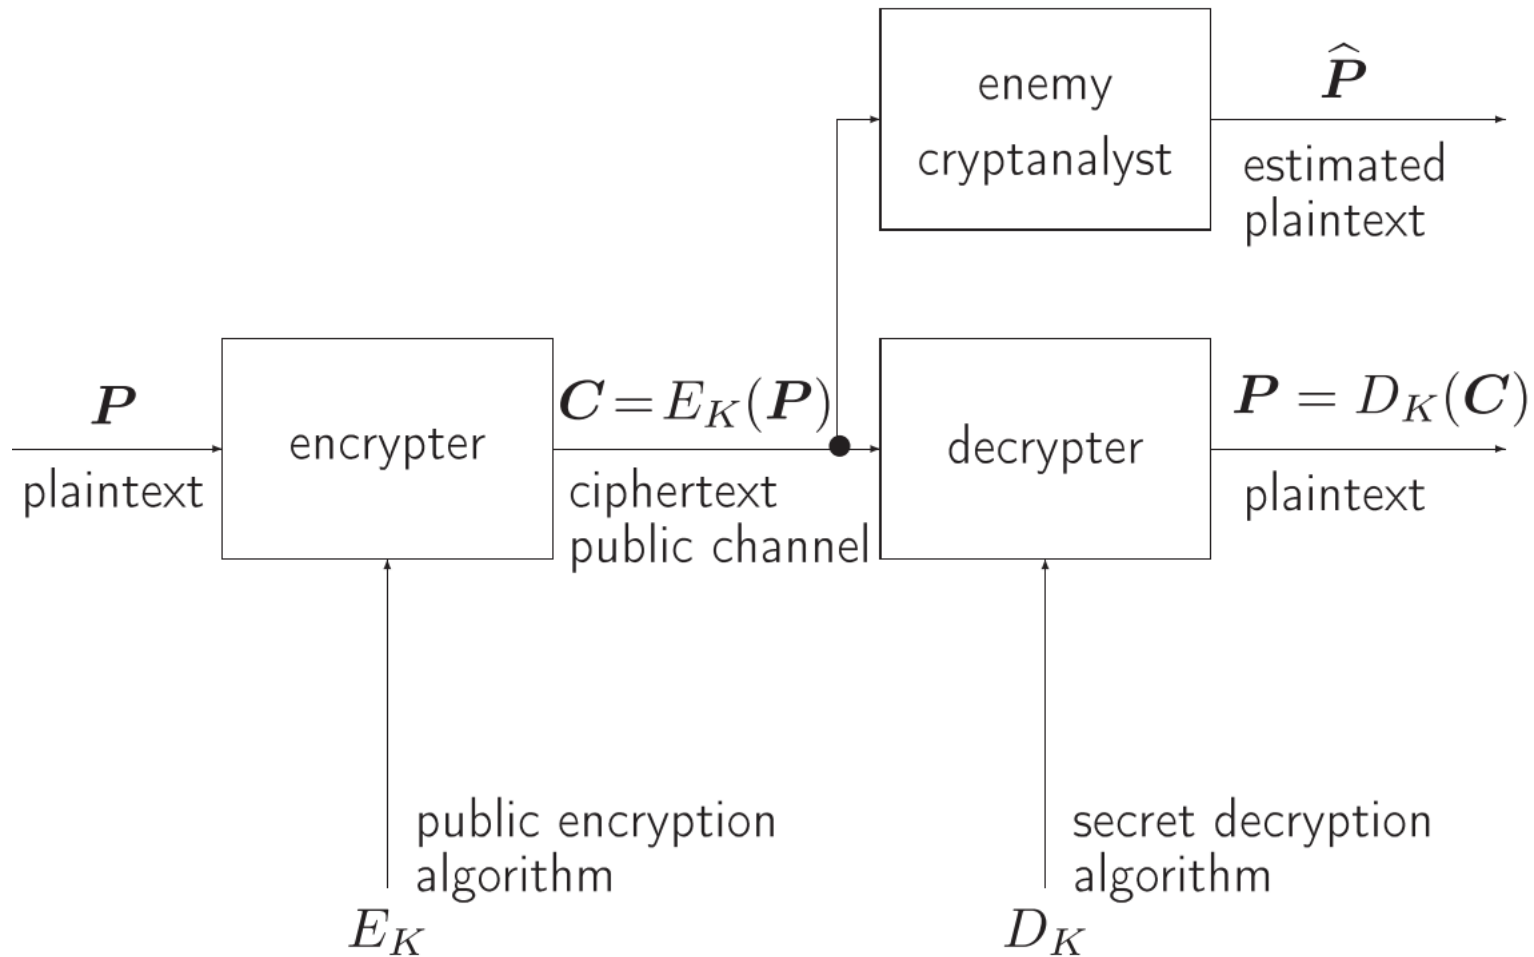 enemy
cryptanalyst
P̂
estimated
plaintext
P
plaintext
encrypter
C = E_K(P)
ciphertext
public channel
decrypter
P = D_K(C)
plaintext
public encryption
algorithm
E_K
secret decryption
algorithm
D_K